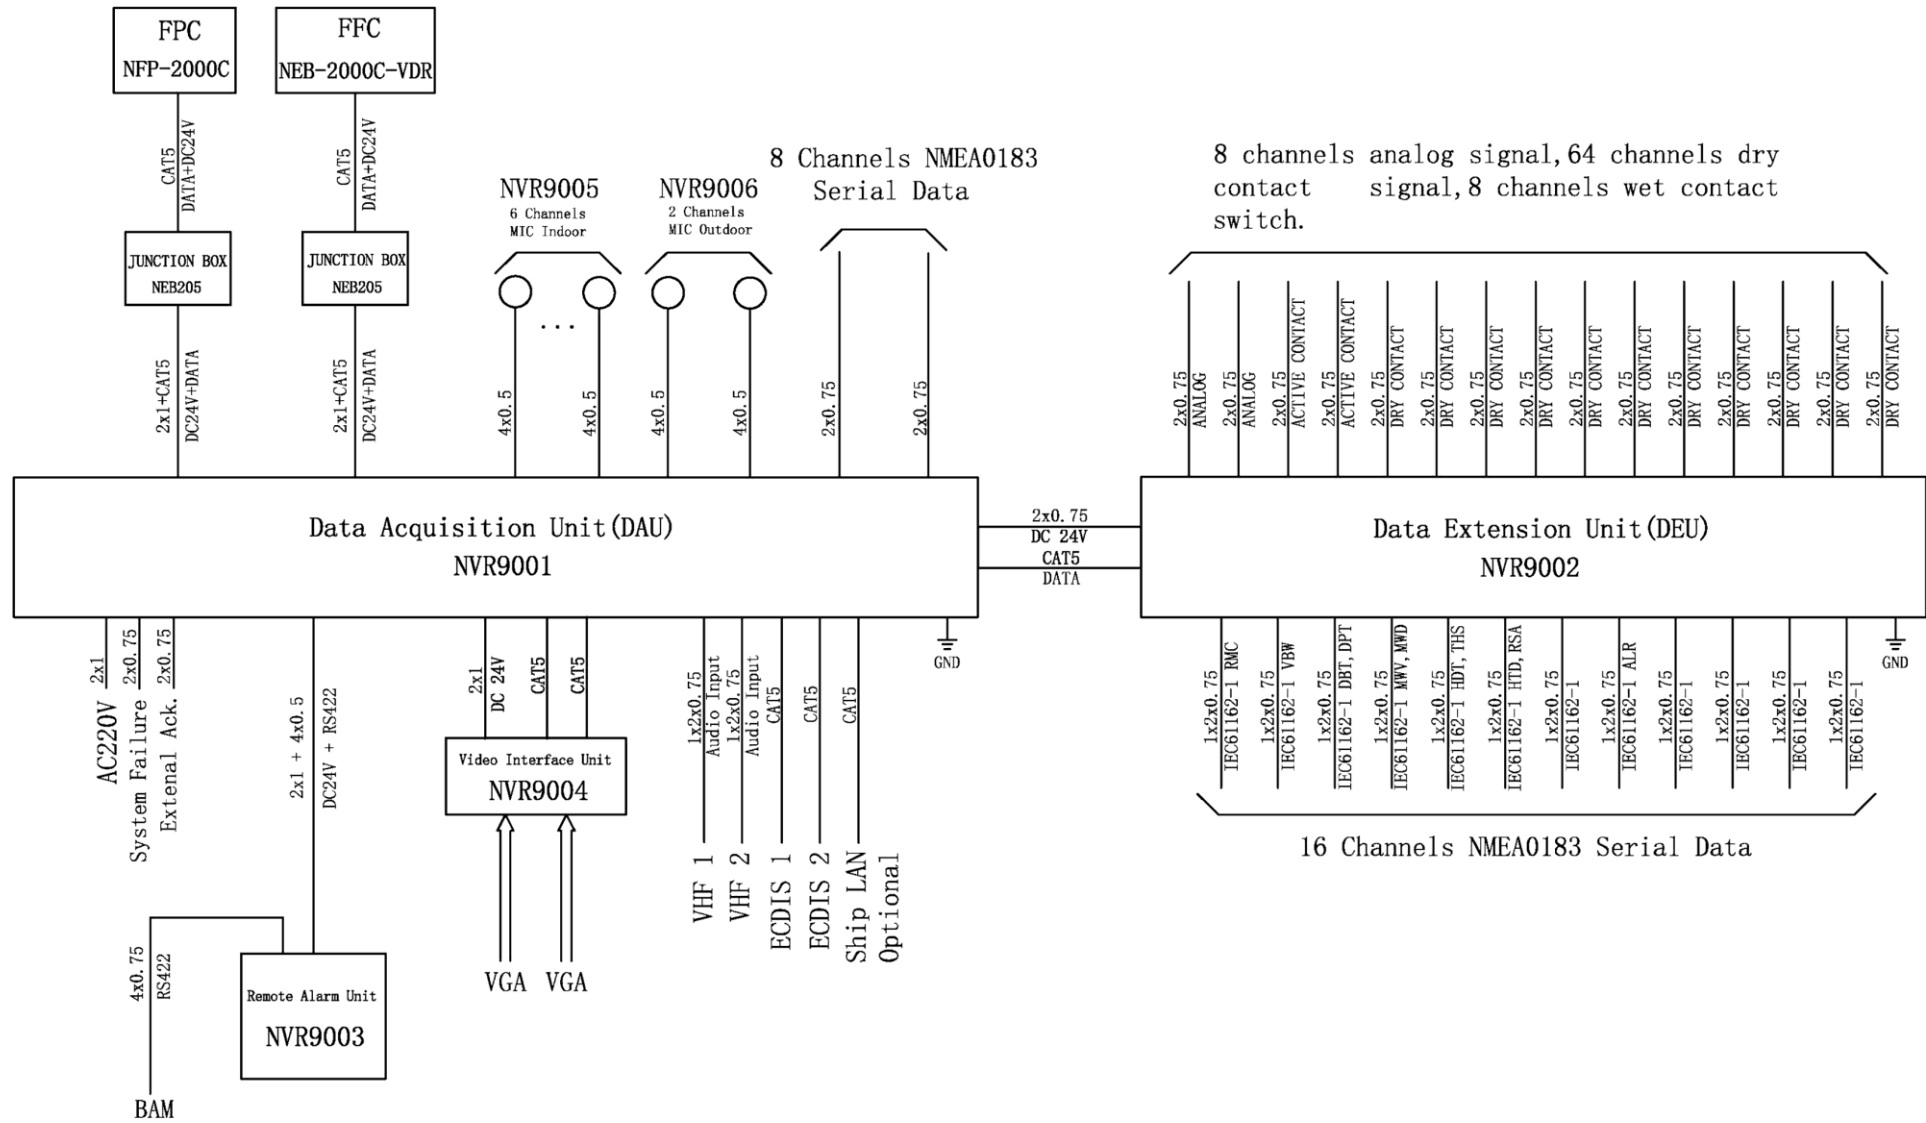 FPC
NFP-2000C
FFC
NEB-2000C-VDR
CAT5
DATA+DC24V
CAT5
DATA+DC24V
JUNCTION BOX
NEB205
JUNCTION BOX
NEB205
2x1+CAT5
DC24V+DATA
2x1+CAT5
DC24V+DATA
NVR9005
6 Channels
MIC Indoor
...
4x0.5
4x0.5
NVR9006
2 Channels
MIC Outdoor
4x0.5
4x0.5
8 Channels NMEA0183
Serial Data
2x0.75
2x0.75
8 channels analog signal,64 channels dry
contact signal,8 channels wet contact
switch.
2x0.75
ANALOG
2x0.75
ANALOG
2x0.75
ACTIVE CONTACT
2x0.75
ACTIVE CONTACT
2x0.75
DRY CONTACT
2x0.75
DRY CONTACT
2x0.75
DRY CONTACT
2x0.75
DRY CONTACT
2x0.75
DRY CONTACT
2x0.75
DRY CONTACT
2x0.75
DRY CONTACT
2x0.75
DRY CONTACT
2x0.75
DRY CONTACT
2x0.75
DRY CONTACT
2x0.75
DRY CONTACT
Data Acquisition Unit(DAU)
NVR9001
2x0.75
DC 24V
CAT5
DATA
Data Extension Unit(DEU)
NVR9002
2x1
AC220V
2x0.75
System Failure
2x0.75
Extenal Ack.
2x1 + 4x0.5
DC24V + RS422
2x1
DC 24V
CAT5
CAT5
Video Interface Unit
NVR9004
VGA
VGA
1x2x0.75
Audio Input
VHF 1
1x2x0.75
Audio Input
VHF 2
CAT5
ECDIS 1
CAT5
ECDIS 2
CAT5
Ship LAN
Optional
GND
1x2x0.75
IEC61162-1 RMC
1x2x0.75
IEC61162-1 VBW
1x2x0.75
IEC61162-1 DBT,DPT
1x2x0.75
IEC61162-1 MWV,MWD
1x2x0.75
IEC61162-1 HDT,THS
1x2x0.75
IEC61162-1 HTD,RSA
1x2x0.75
IEC61162-1
1x2x0.75
IEC61162-1 ALR
1x2x0.75
IEC61162-1
1x2x0.75
IEC61162-1
1x2x0.75
IEC61162-1
1x2x0.75
IEC61162-1
GND
16 Channels NMEA0183 Serial Data
4x0.75
RS422
BAM
Remote Alarm Unit
NVR9003